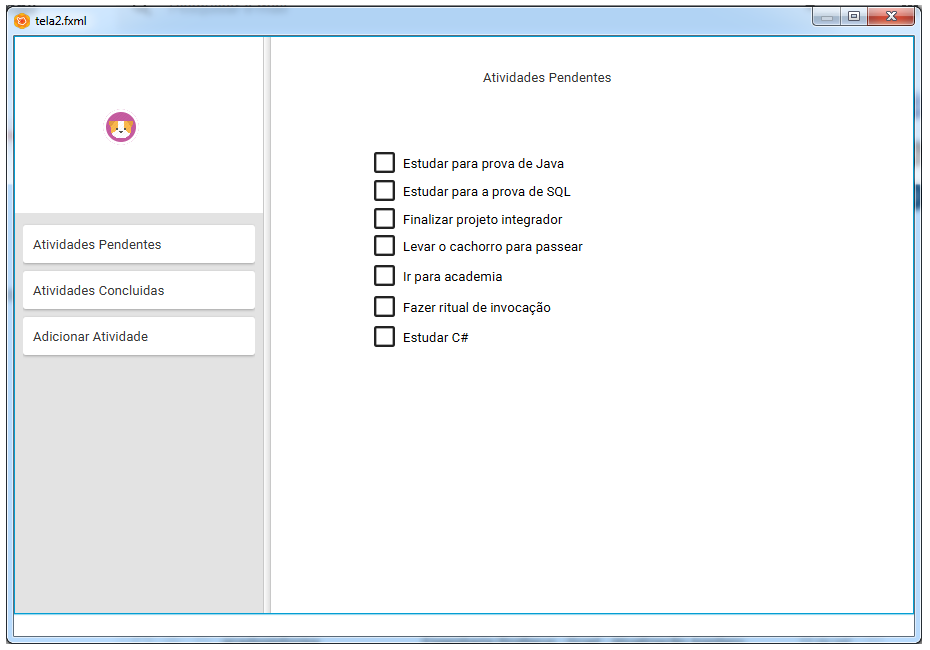 tela2.fxml
Atividades Pendentes
Atividades Concluidas
Adicionar Atividade
Atividades Pendentes
Estudar para prova de Java
Estudar para a prova de SQL
Finalizar projeto integrador
Levar o cachorro para passear
Ir para academia
Fazer ritual de invocação
Estudar C#